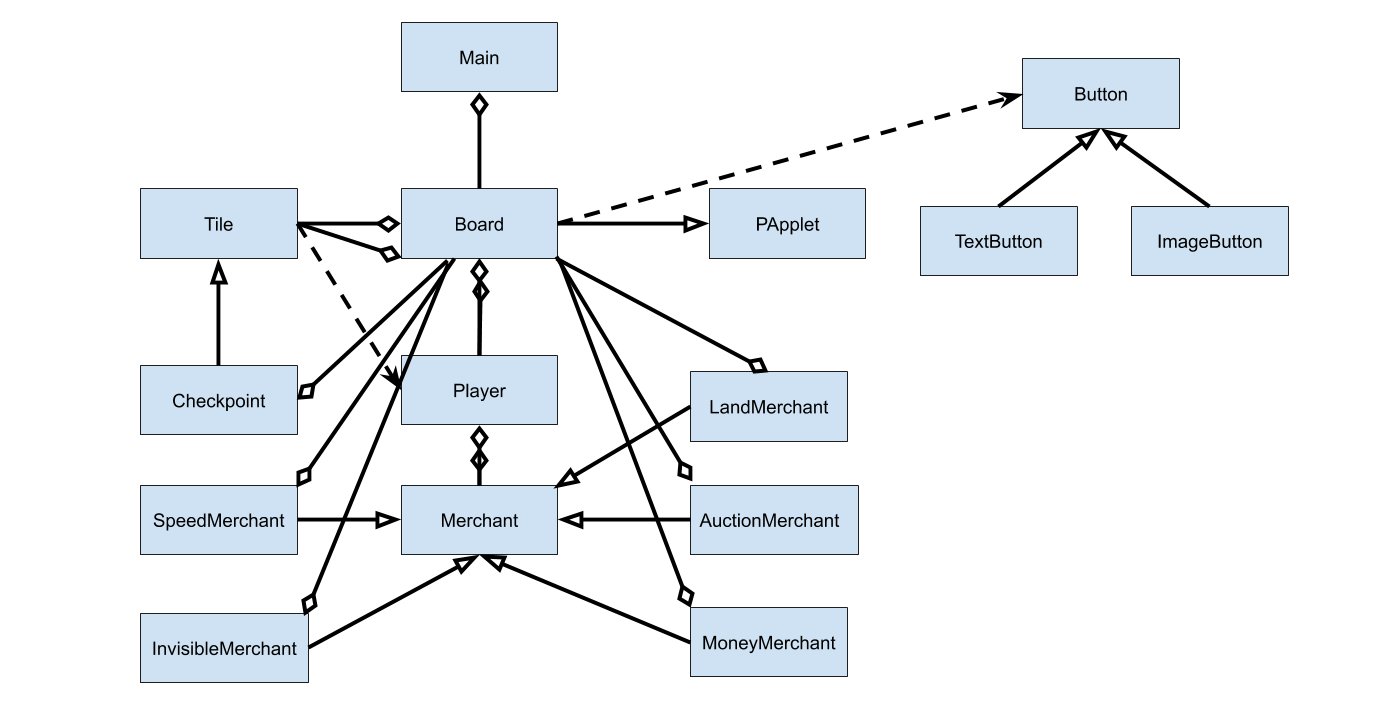 Main
Button
Tile
Board
PApplet
TextButton
ImageButton
Checkpoint
Player
LandMerchant
SpeedMerchant
Merchant
AuctionMerchant
InvisibleMerchant
MoneyMerchant